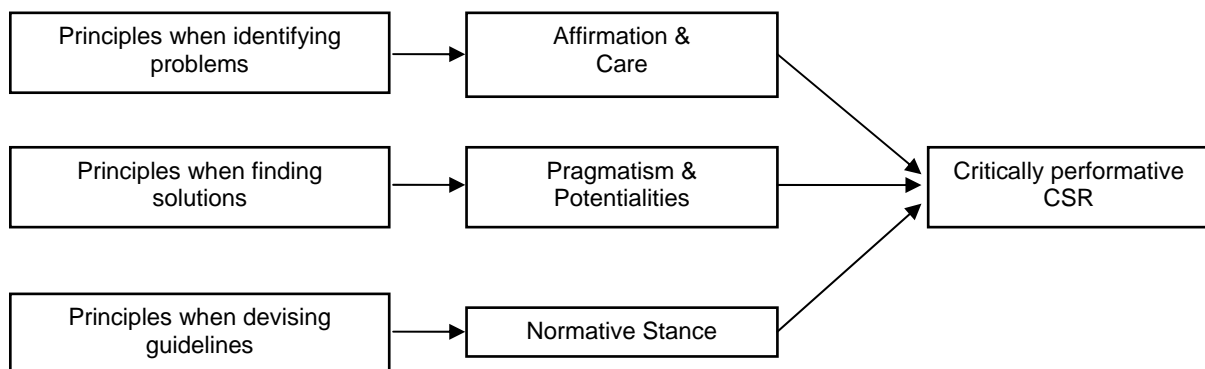 Principles when identifying
problems
Affirmation &
Care
Principles when finding
solutions
Pragmatism &
Potentialities
Critically performative
CSR
Principles when devising
guidelines
Normative Stance